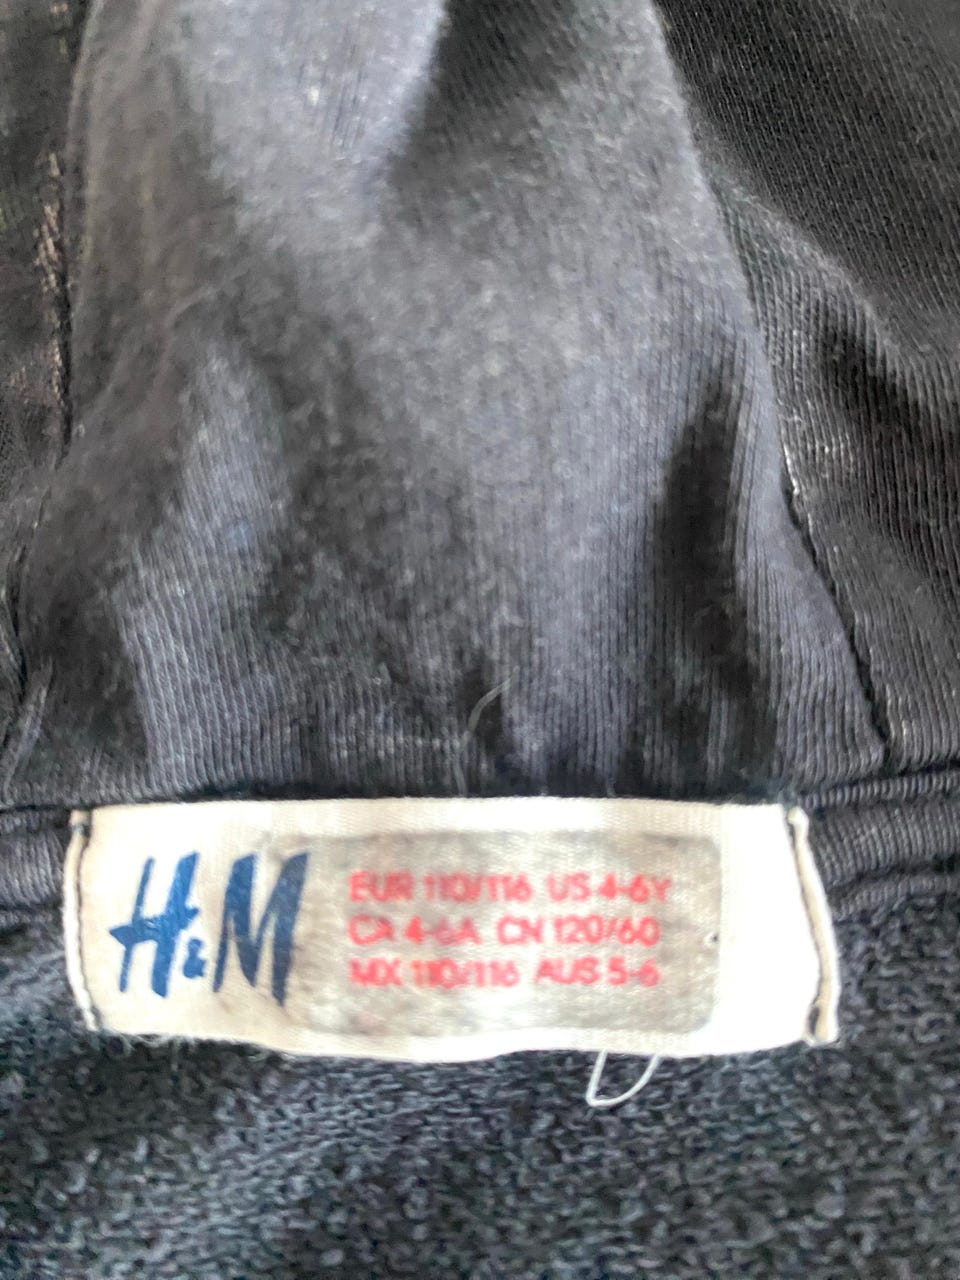 H&M
EUR 110/116 US 4-6Y
CA 4-6A CN 120/60
MX 110/116 AUS 5-6